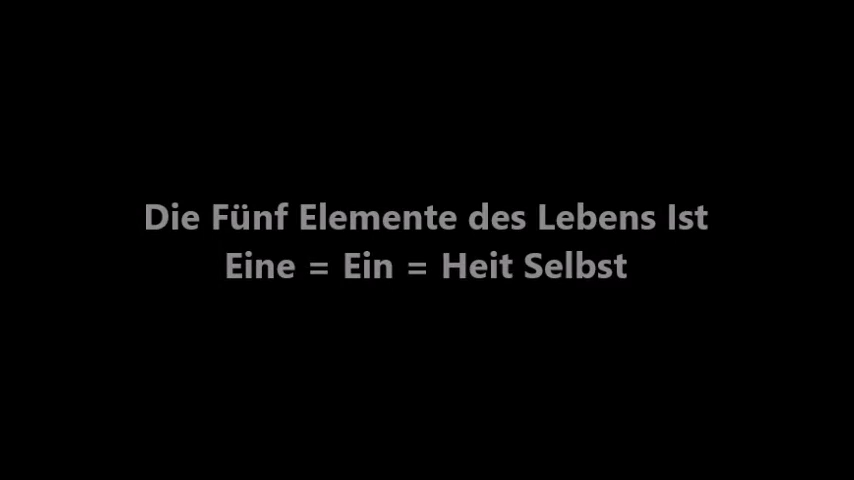 Die Fünf Elemente des Lebens Ist
Eine = Ein = Heit Selbst